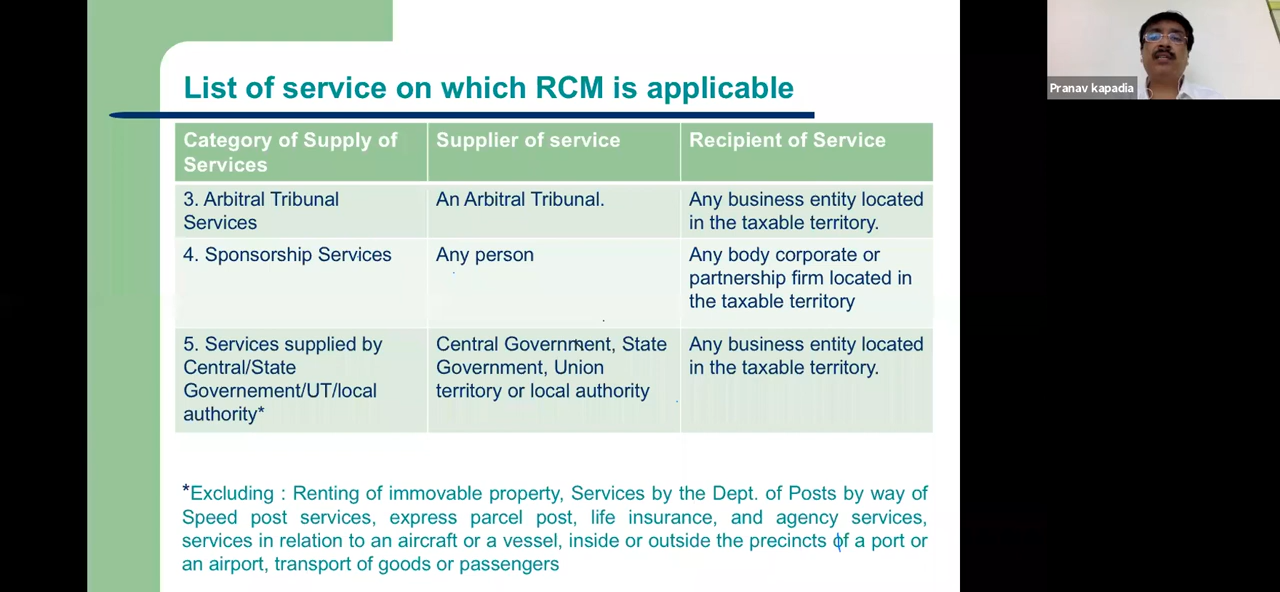 List of service on which RCM is applicable
Category of Supply of
Services
Supplier of service
Recipient of Service
3. Arbitral Tribunal
Services
An Arbitral Tribunal.
Any business entity located
in the taxable territory.
4. Sponsorship Services
Any person
Any body corporate or
partnership firm located in
the taxable territory
5. Services supplied by
Central/State
Governement/UT/local
authority*
Central Government, State
Government, Union
territory or local authority
Any business entity located
in the taxable territory.
*Excluding : Renting of immovable property, Services by the Dept. of Posts by way of
Speed post services, express parcel post, life insurance, and agency services,
services in relation to an aircraft or a vessel, inside or outside the precincts of a port or
an airport, transport of goods or passengers
Pranav kapadia